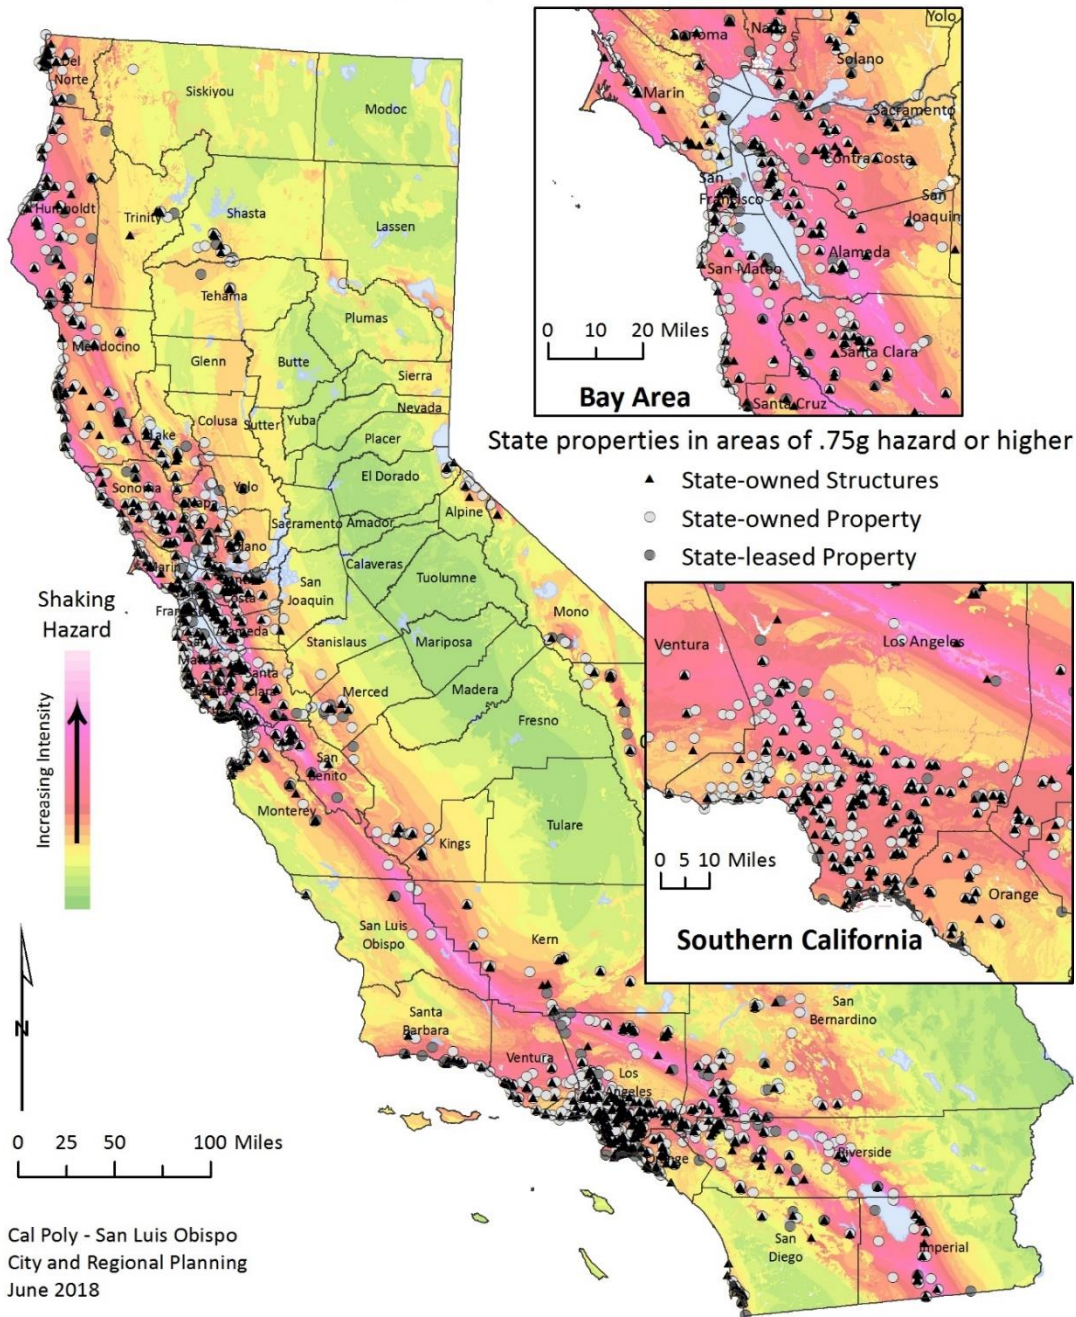 Del
Norte
Siskiyou
Modoc
Humboldt
Trinity
Shasta
Lassen
Tehama
Plumas
Mendocino
Glenn
Butte
Sierra
Nevada
Colusa
Sutter
Yuba
Lake
Placer
El Dorado
Sonoma
Yolo
Napa
Sacramento
Amador
Alpine
Solano
Calaveras
Marin
San
Joaquin
Tuolumne
Mono
Alameda
Stanislaus
Mariposa
Santa
Clara
Merced
Madera
Fresno
San
Benito
Monterey
Kings
Tulare
San Luis
Obispo
Kern
Santa
Barbara
Ventura
Los
Angeles
San
Bernardino
Orange
Riverside
San
Diego
Imperial
Sonoma
Napa
Yolo
Solano
Marin
Sacramento
Contra Costa
San
Francisco
San
Joaquin
Alameda
San Mateo
Santa Clara
Santa Cruz
0 10 20 Miles
Bay Area
State properties in areas of .75g hazard or higher
State-owned Structures
State-owned Property
State-leased Property
Ventura
Los Angeles
Orange
0 5 10 Miles
Southern California
Shaking
Hazard
Increasing Intensity
N
0 25 50 100 Miles
Cal Poly - San Luis Obispo
City and Regional Planning
June 2018